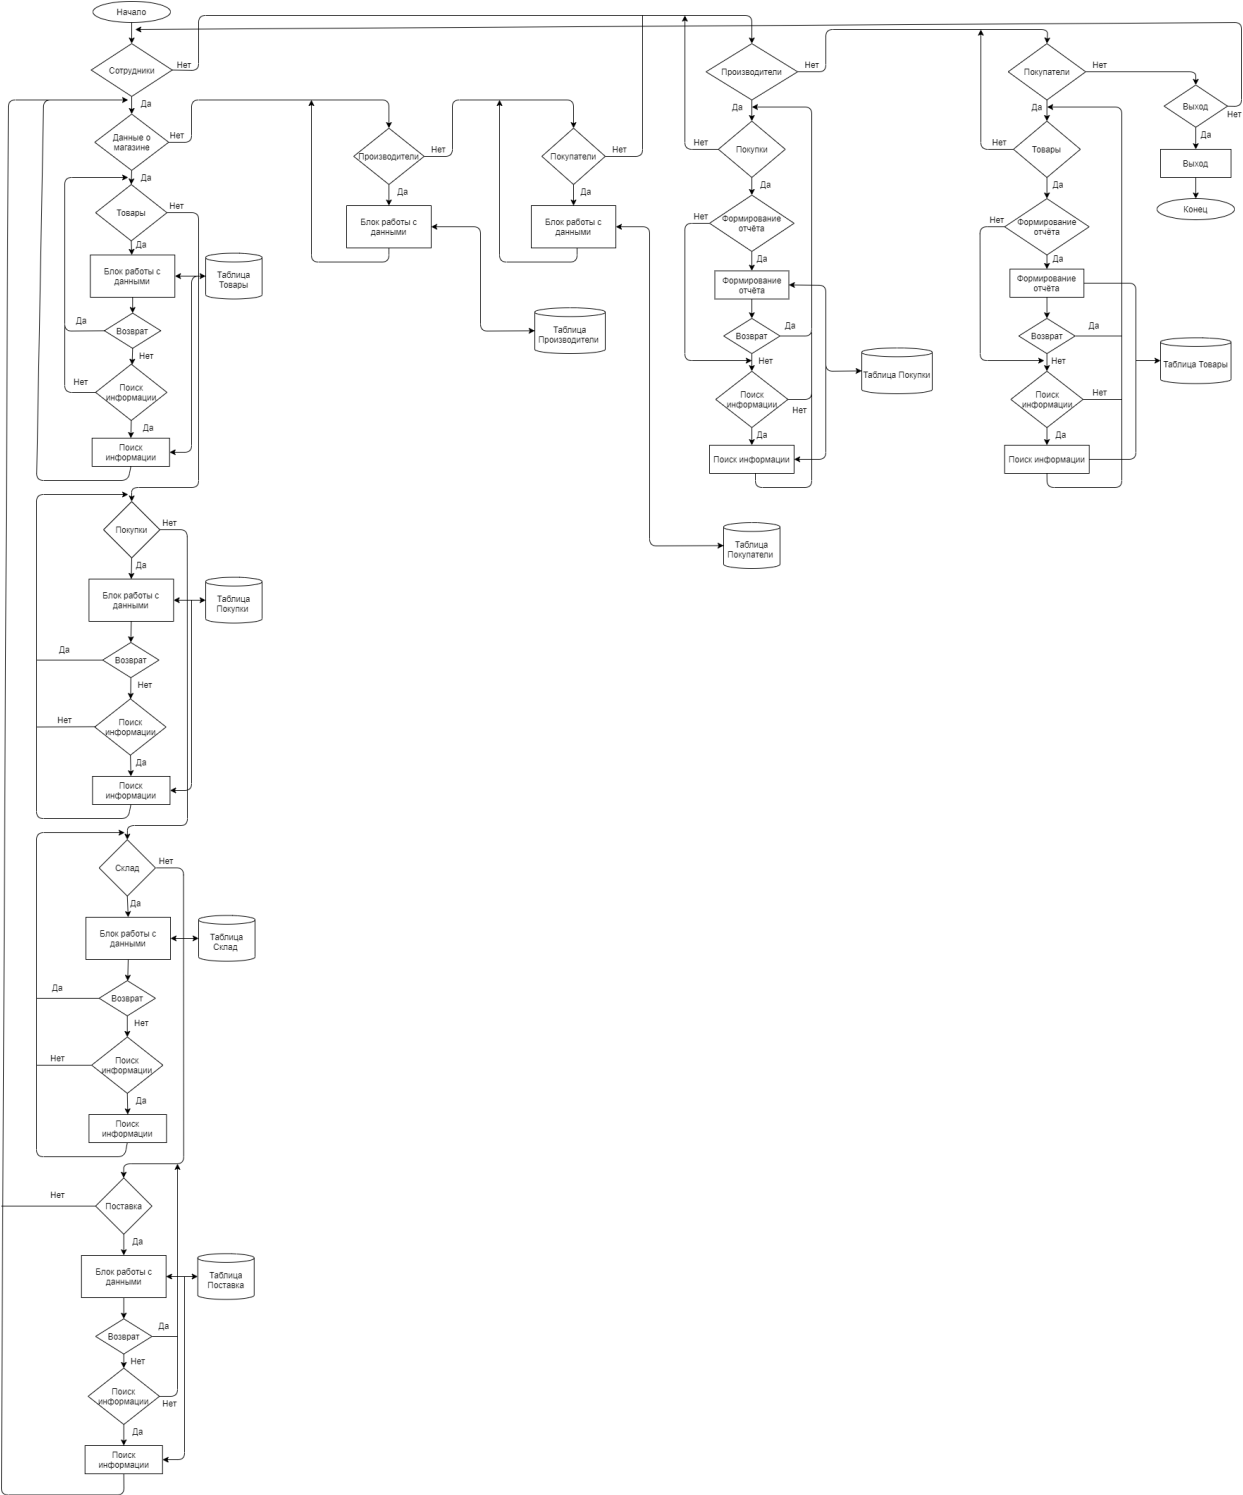 Начало
Сотрудники
Нет
Да
Данные о
магазине
Нет
Да
Товары
Нет
Да
Блок работы с
данными
Таблица
Товары
Возврат
Да
Нет
Поиск
информации
Нет
Да
Поиск
информации
Покупки
Нет
Да
Блок работы с
данными
Таблица
Покупки
Возврат
Да
Нет
Поиск
информации
Нет
Да
Поиск
информации
Склад
Нет
Да
Блок работы с
данными
Таблица
Склад
Возврат
Да
Нет
Поиск
информации
Нет
Да
Поиск
информации
Поставка
Нет
Да
Блок работы с
данными
Таблица
Поставка
Возврат
Да
Нет
Поиск
информации
Нет
Да
Поиск
информации
Производители
Нет
Да
Блок работы с
данными
Таблица
Производители
Покупатели
Нет
Да
Блок работы с
данными
Таблица
Покупатели
Производители
Нет
Да
Покупки
Нет
Да
Формирование
отчёта
Нет
Да
Формирование
отчёта
Возврат
Да
Нет
Таблица Покупки
Поиск
информации
Нет
Да
Поиск информации
Покупатели
Нет
Да
Товары
Нет
Да
Формирование
отчёта
Нет
Да
Формирование
отчёта
Возврат
Да
Нет
Таблица Товары
Поиск
информации
Нет
Да
Поиск информации
Выход
Нет
Да
Выход
Конец